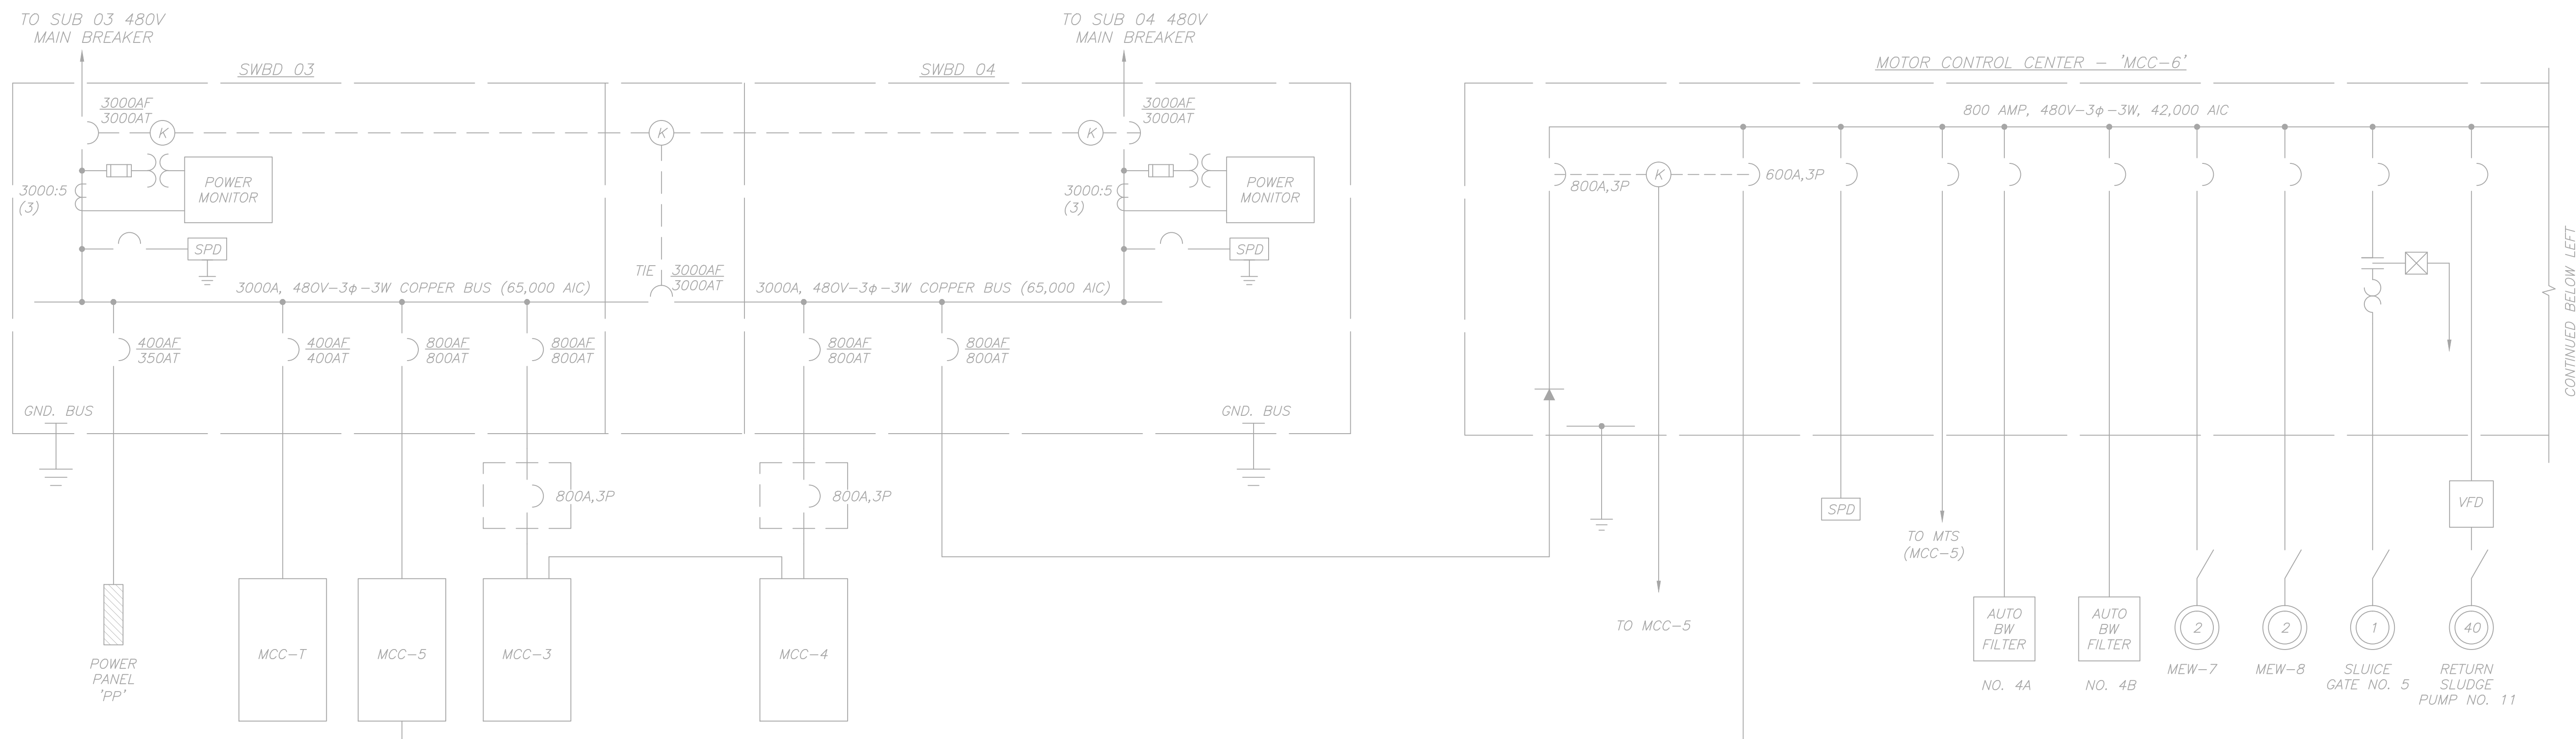 TO SUB 03 480V
MAIN BREAKER
TO SUB 04 480V
MAIN BREAKER
SWBD 03
SWBD 04
MOTOR CONTROL CENTER - 'MCC-6'
3000AF
3000AT
K
K
K
3000AF
3000AT
800 AMP, 480V-3φ-3W, 42,000 AIC
POWER
MONITOR
3000:5
(3)
POWER
MONITOR
3000:5
(3)
800A,3P
K
600A,3P
SPD
SPD
TIE
3000AF
3000AT
3000A, 480V-3φ-3W COPPER BUS (65,000 AIC)
3000A, 480V-3φ-3W COPPER BUS (65,000 AIC)
CONTINUED BELOW LEFT
400AF
350AT
400AF
400AT
800AF
800AT
800AF
800AT
800AF
800AT
800AF
800AT
GND. BUS
GND. BUS
800A,3P
800A,3P
SPD
VFD
TO MTS
(MCC-5)
TO MCC-5
POWER
PANEL
'PP'
MCC-T
MCC-5
MCC-3
MCC-4
AUTO
BW
FILTER
NO. 4A
AUTO
BW
FILTER
NO. 4B
2
MEW-7
2
MEW-8
1
SLUICE
GATE NO. 5
40
RETURN
SLUDGE
PUMP NO. 11